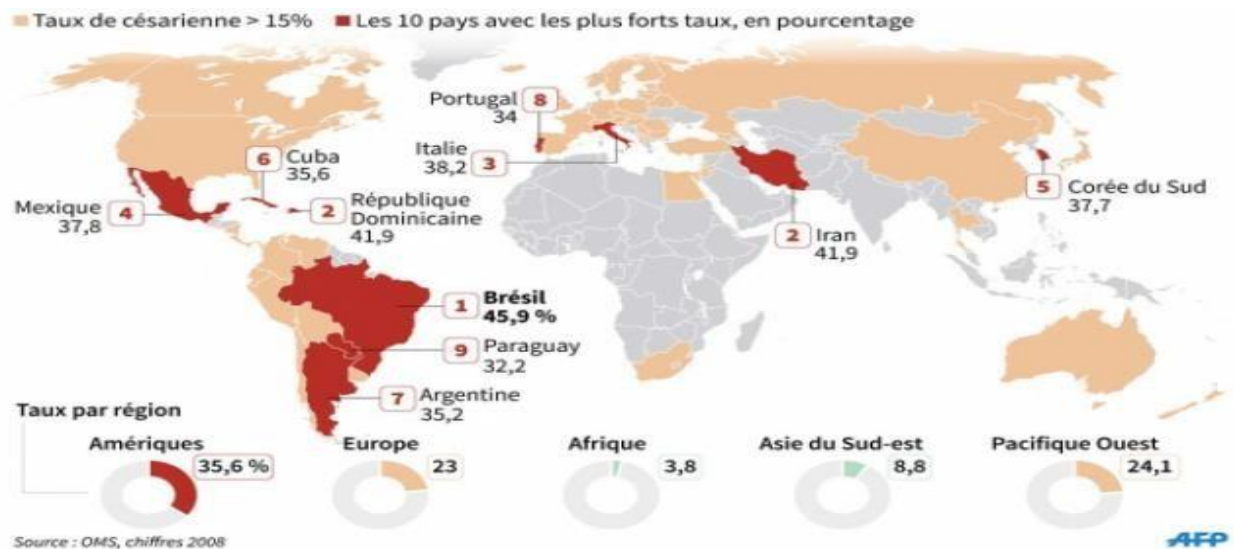 Taux de césarienne > 15% Les 10 pays avec les plus forts taux, en pourcentage
Portugal 8
34
Italie 3
38,2
6 Cuba
35,6
Mexique 4
37,8
2 République
Dominicaine
41,9
5 Corée du Sud
37,7
2 Iran
41,9
1 Brésil
45,9 %
9 Paraguay
32,2
7 Argentine
35,2
Taux par région
Amériques
35,6 %
Europe
23
Afrique
3,8
Asie du Sud-est
8,8
Pacifique Ouest
24,1
Source : OMS, chiffres 2008
AFP